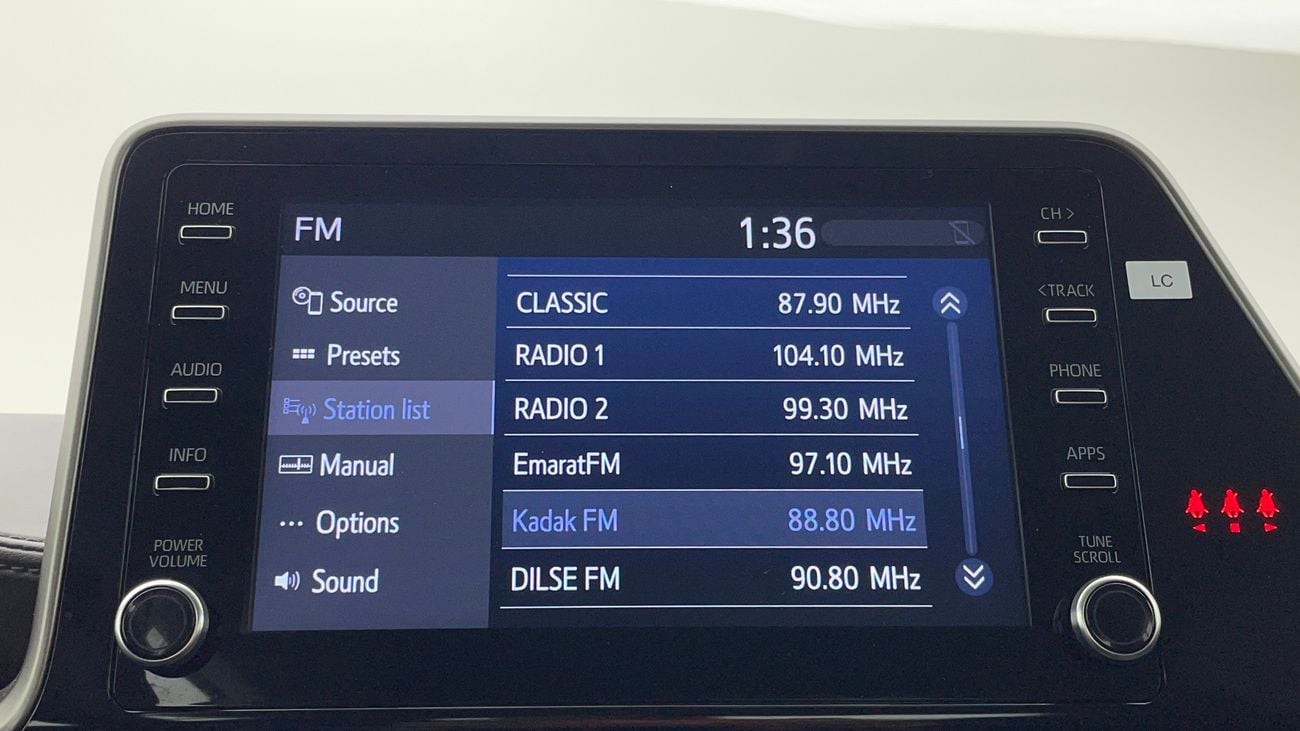 HOME
MENU
AUDIO
INFO
POWER
VOLUME
FM 1:36
Source
Presets
Station list
Manual
Options
Sound
CLASSIC 87.90 MHz
RADIO 1 104.10 MHz
RADIO 2 99.30 MHz
EmaratFM 97.10 MHz
Kadak FM 88.80 MHz
DILSE FM 90.80 MHz
CH >
<TRACK
PHONE
APPS
TUNE
SCROLL
LC